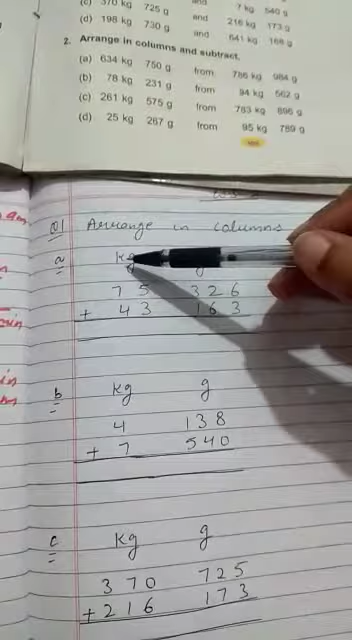 (c) 370 kg 725 g and 7 kg 540 g
(d) 198 kg 730 g and 216 kg 173 g
and 641 kg 168 g
2. Arrange in columns and subtract.
(a) 634 kg 750 g from 786 kg 984 g
(b) 78 kg 231 g from 94 kg 562 g
(c) 261 kg 575 g from 783 kg 896 g
(d) 25 kg 267 g from 95 kg 789 g
Q1 Arrange in columns
a kg g
75 326
+ 43 163
b kg g
4 138
+ 7 540
c kg g
370 725
+216 173